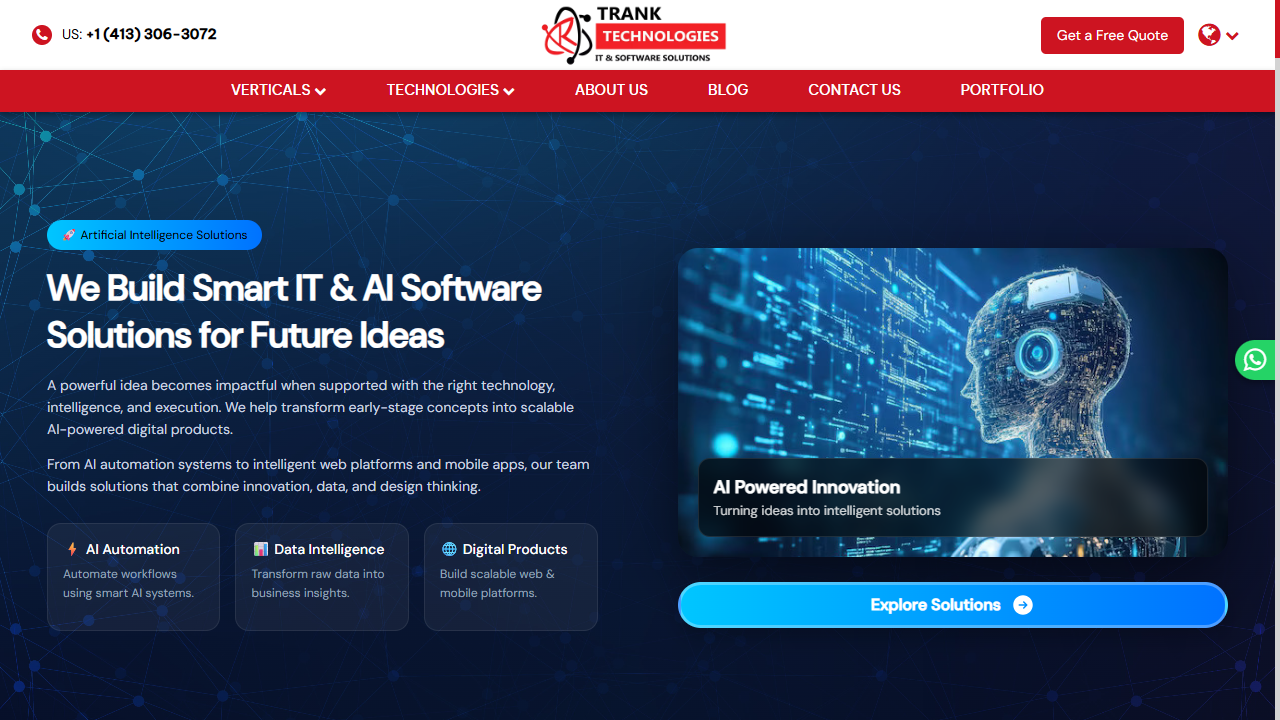 US: +1 (413) 306-3072
TRANK
TECHNOLOGIES
IT & SOFTWARE SOLUTIONS
Get a Free Quote
VERTICALS
TECHNOLOGIES
ABOUT US
BLOG
CONTACT US
PORTFOLIO
🚀 Artificial Intelligence Solutions
We Build Smart IT & AI Software
Solutions for Future Ideas
A powerful idea becomes impactful when supported with the right technology,
intelligence, and execution. We help transform early-stage concepts into scalable
AI-powered digital products.
From AI automation systems to intelligent web platforms and mobile apps, our team
builds solutions that combine innovation, data, and design thinking.
⚡ AI Automation
Automate workflows
using smart AI systems.
📊 Data Intelligence
Transform raw data into
business insights.
🌐 Digital Products
Build scalable web &
mobile platforms.
AI Powered Innovation
Turning ideas into intelligent solutions
Explore Solutions